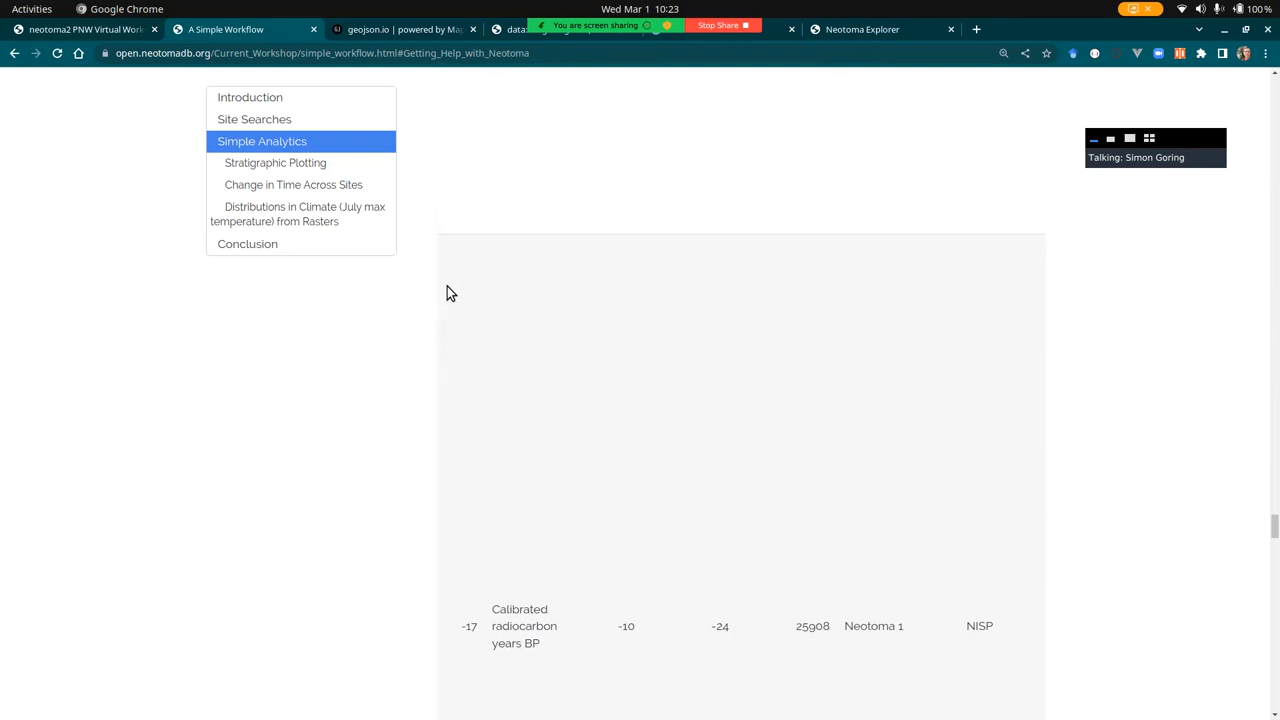 Activities Google Chrome Wed Mar 1 10:23 100 %
neotoma2 PNW Virtual Work A Simple Workflow geojson.io | powered by Ma data: Neotoma Explorer
You are screen sharing Stop Share
open.neotomadb.org/Current_Workshop/simple_workflow.html#Getting_Help_with_Neotoma
Introduction
Site Searches
Simple Analytics
Stratigraphic Plotting
Change in Time Across Sites
Distributions in Climate (July max
temperature) from Rasters
Conclusion
Talking: Simon Goring
Calibrated
-17 radiocarbon -10 -24 25908 Neotoma 1 NISP
years BP